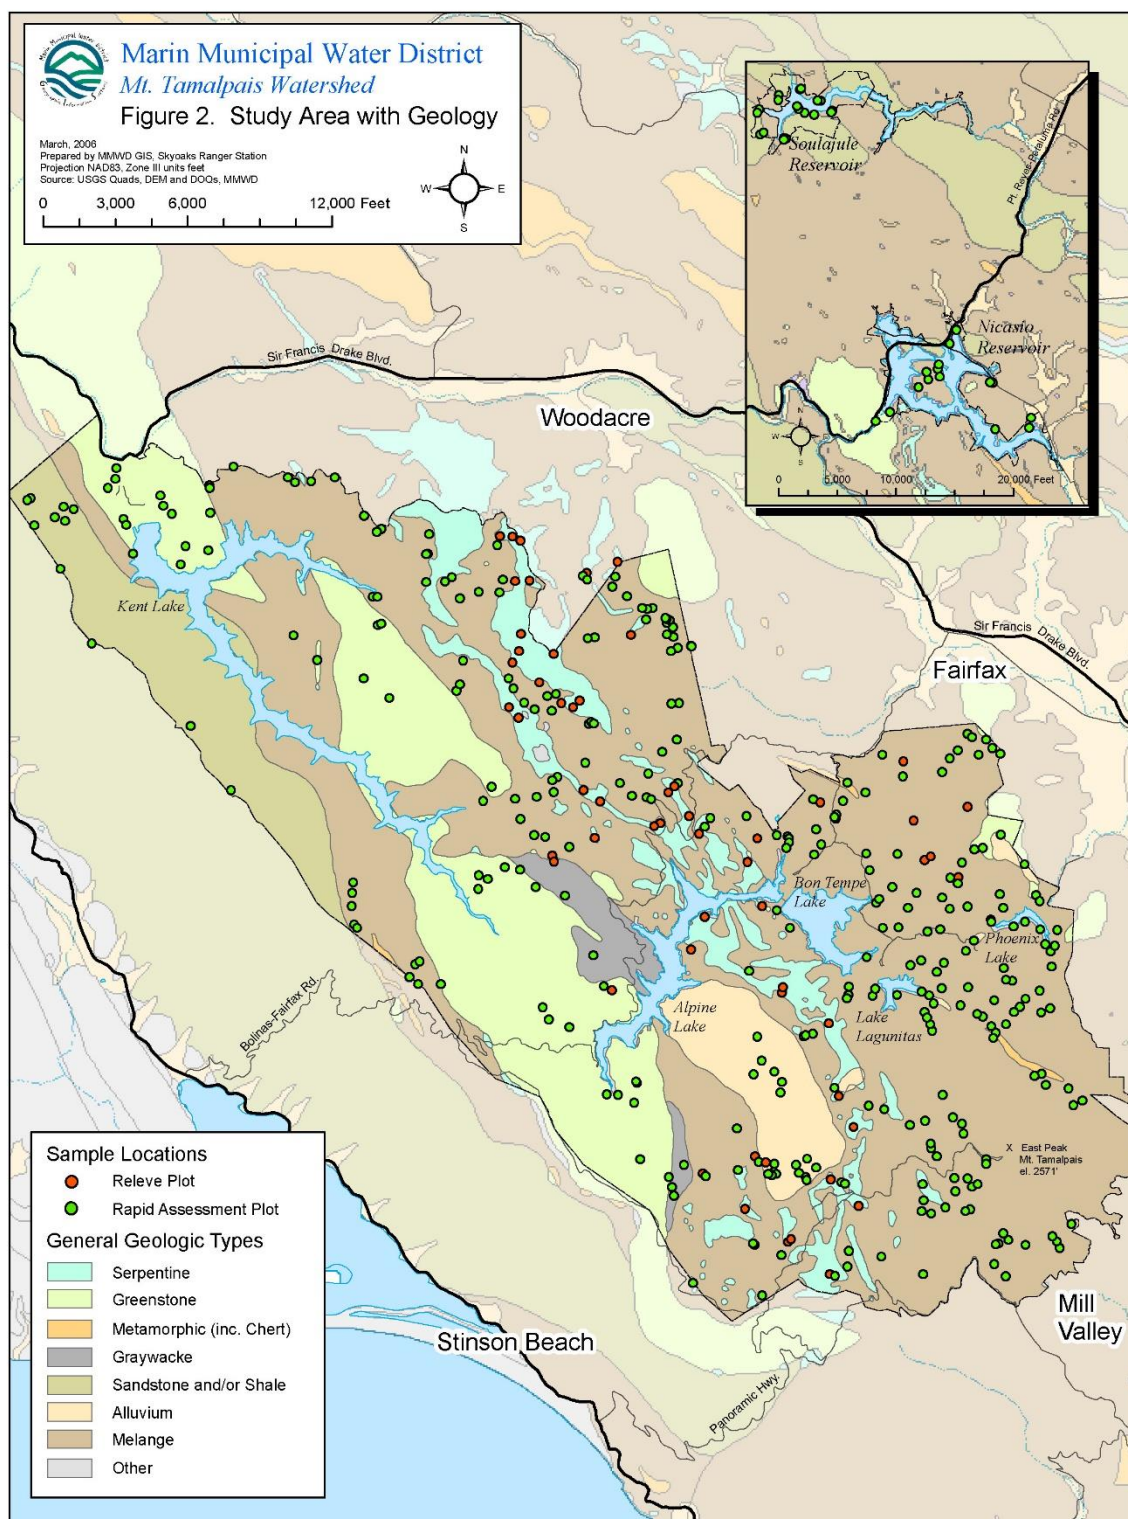 Marin Municipal Water District
Mt. Tamalpais Watershed
Figure 2. Study Area with Geology
March, 2006
Prepared by MMWD GIS, Skyoaks Ranger Station
Projection NAD83, Zone III units feet
Source: USGS Quads, DEM and DOQs, MMWD
0 3,000 6,000 12,000 Feet
N
W E
S
Soulajule
Reservoir
Pt. Reyes-Petaluma Rd.
Nicasio
Reservoir
N
W E
S
0 5,000 10,000 20,000 Feet
Sir Francis Drake Blvd.
Woodacre
Kent Lake
Sir Francis Drake Blvd.
Fairfax
Bon Tempe
Lake
Phoenix
Lake
Alpine
Lake
Lake
Lagunitas
Bolinas-Fairfax Rd.
X East Peak
Mt. Tamalpais
el. 2571'
Mill
Valley
Stinson Beach
Panoramic Hwy.
Sample Locations
Releve Plot
Rapid Assessment Plot
General Geologic Types
Serpentine
Greenstone
Metamorphic (inc. Chert)
Graywacke
Sandstone and/or Shale
Alluvium
Melange
Other